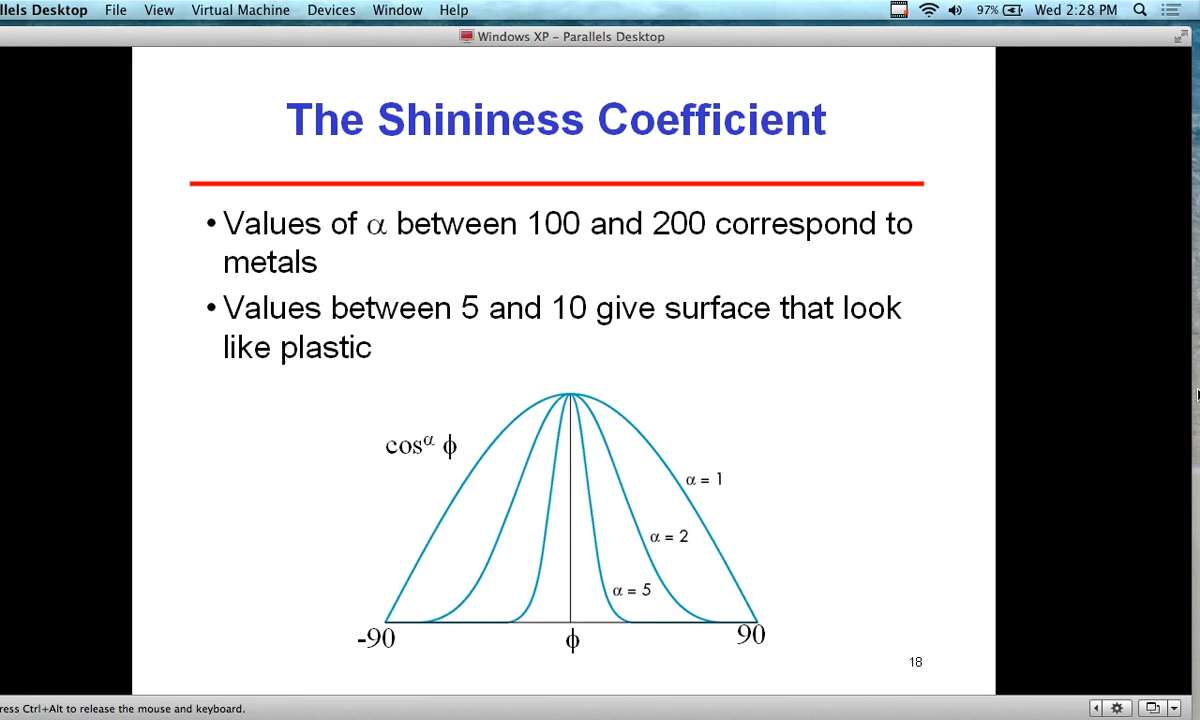 llels Desktop File View Virtual Machine Devices Window Help 97% Wed 2:28 PM
Windows XP – Parallels Desktop
The Shininess Coefficient
• Values of α between 100 and 200 correspond to
metals
• Values between 5 and 10 give surface that look
like plastic
cos^α ϕ
α = 1
α = 2
α = 5
-90 ϕ 90
18
ress Ctrl+Alt to release the mouse and keyboard.